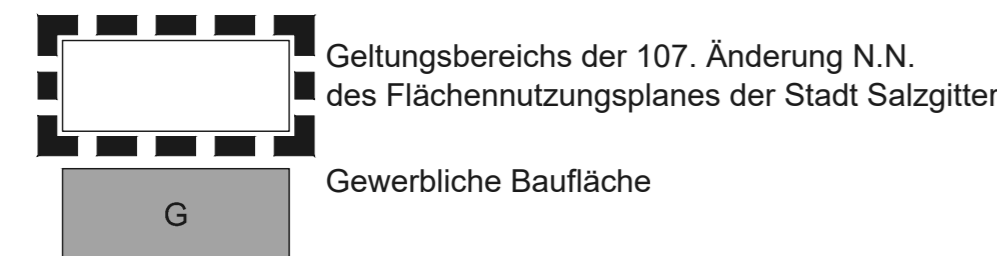 Geltungsbereichs der 107. Änderung N.N.
des Flächennutzungsplanes der Stadt Salzgitter
Gewerbliche Baufläche
G